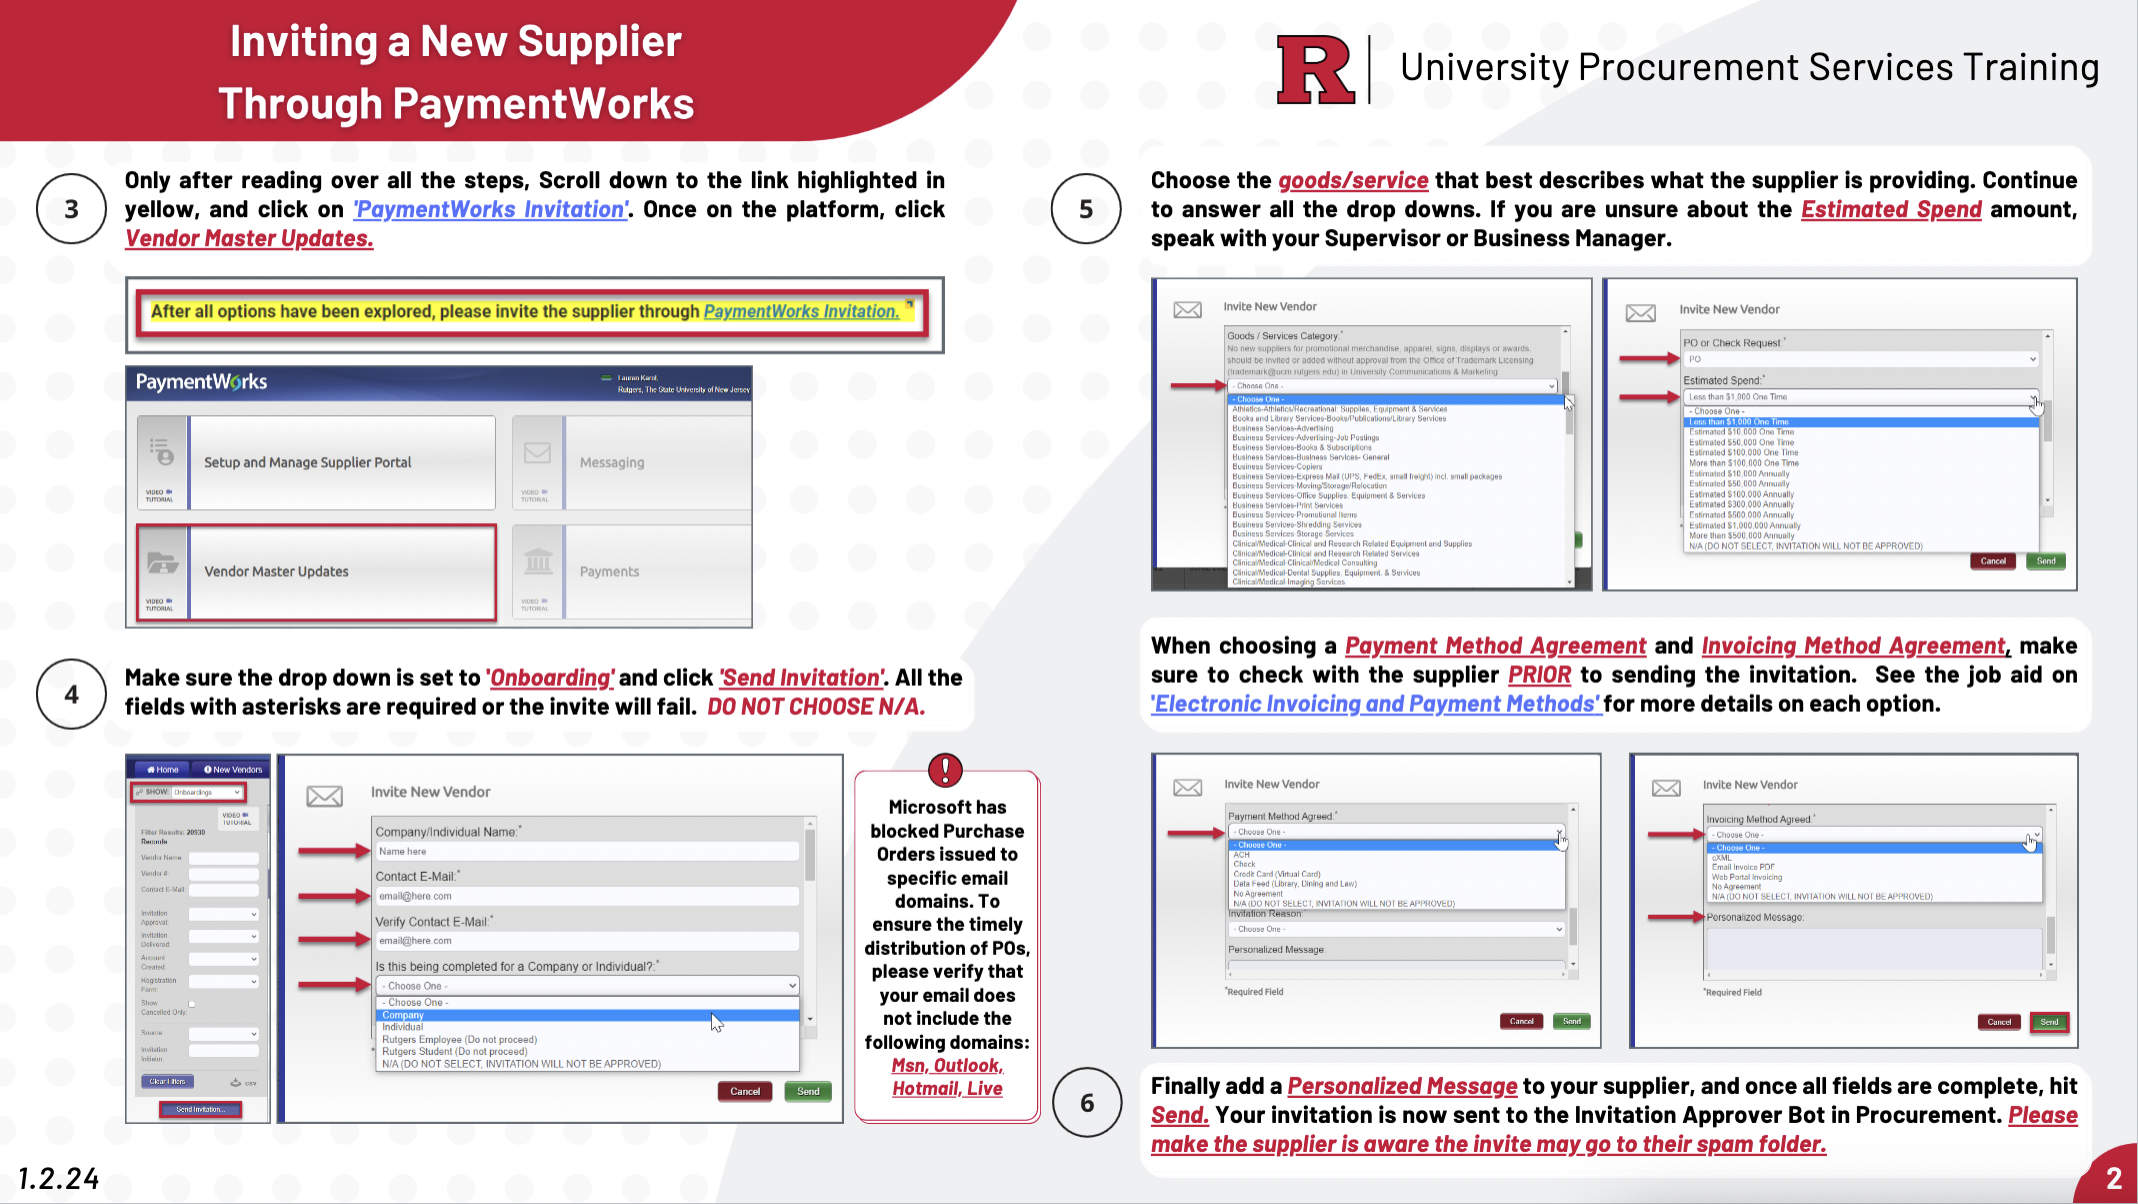 Inviting a New Supplier
Through PaymentWorks
R
University Procurement Services Training
3
Only after reading over all the steps, Scroll down to the link highlighted in
yellow, and click on 'PaymentWorks Invitation'. Once on the platform, click
Vendor Master Updates.
After all options have been explored, please invite the supplier through PaymentWorks Invitation.
PaymentWorks
Lauren Karol,
Rutgers, The State University of New Jersey
VIDEO
TUTORIAL
Setup and Manage Supplier Portal
VIDEO
TUTORIAL
Messaging
VIDEO
TUTORIAL
Vendor Master Updates
VIDEO
TUTORIAL
Payments
4
Make sure the drop down is set to 'Onboarding' and click 'Send Invitation'. All the
fields with asterisks are required or the invite will fail. DO NOT CHOOSE N/A.
Home
New Vendors
SHOW: Onboardings
VIDEO
TUTORIAL
Filter Results: 20930
Records
Vendor Name
Vendor #:
Contact E-Mail
Invitation
Approval:
Invitation
Delivered:
Account
Created:
Registration
Form:
Show
Cancelled Only:
Source:
Invitation
Initiator:
Clear Filters
CSV
Send Invitation...
Invite New Vendor
Company/Individual Name:*
Name here
Contact E-Mail:*
email@here.com
Verify Contact E-Mail:*
email@here.com
Is this being completed for a Company or Individual?:*
- Choose One -
- Choose One -
Company
Individual
Rutgers Employee (Do not proceed)
Rutgers Student (Do not proceed)
N/A (DO NOT SELECT, INVITATION WILL NOT BE APPROVED)
Cancel
Send
!
Microsoft has
blocked Purchase
Orders issued to
specific email
domains. To
ensure the timely
distribution of POs,
please verify that
your email does
not include the
following domains:
Msn, Outlook,
Hotmail, Live
5
Choose the goods/service that best describes what the supplier is providing. Continue
to answer all the drop downs. If you are unsure about the Estimated Spend amount,
speak with your Supervisor or Business Manager.
Invite New Vendor
Goods / Services Category:*
No new suppliers for promotional merchandise, apparel, signs, displays or awards,
should be invited or added without approval from the Office of Trademark Licensing
(trademark@ucm.rutgers.edu) in University Communications & Marketing.
- Choose One -
- Choose One -
Athletics-Athletics/Recreational: Supplies, Equipment & Services
Books and Library Services-Books/Publications/Library Services
Business Services-Advertising
Business Services-Advertising-Job Postings
Business Services-Books & Subscriptions
Business Services-Business Services- General
Business Services-Copiers
Business Services-Express Mail (UPS, FedEx, small freight) incl. small packages
Business Services-Moving/Storage/Relocation
Business Services-Office Supplies, Equipment & Services
Business Services-Print Services
Business Services-Promotional Items
Business Services-Shredding Services
Business Services-Storage Services
Clinical/Medical-Clinical and Research Related Equipment and Supplies
Clinical/Medical-Clinical and Research Related Services
Clinical/Medical-Clinical/Medical Consulting
Clinical/Medical-Dental Supplies, Equipment, & Services
Clinical/Medical-Imaging Services
Invite New Vendor
PO or Check Request:*
PO
Estimated Spend:*
Less than $1,000 One Time
- Choose One -
Less than $1,000 One Time
Estimated $10,000 One Time
Estimated $50,000 One Time
Estimated $100,000 One Time
More than $100,000 One Time
Estimated $10,000 Annually
Estimated $50,000 Annually
Estimated $100,000 Annually
Estimated $300,000 Annually
Estimated $500,000 Annually
Estimated $1,000,000 Annually
More than $500,000 Annually
N/A (DO NOT SELECT, INVITATION WILL NOT BE APPROVED)
Cancel
Send
When choosing a Payment Method Agreement and Invoicing Method Agreement, make
sure to check with the supplier PRIOR to sending the invitation. See the job aid on
'Electronic Invoicing and Payment Methods' for more details on each option.
Invite New Vendor
Payment Method Agreed:*
- Choose One -
- Choose One -
ACH
Check
Credit Card (Virtual Card)
Data Feed (Library, Dining and Law)
No Agreement
N/A (DO NOT SELECT, INVITATION WILL NOT BE APPROVED)
Invitation Reason:*
- Choose One -
Personalized Message:
*Required Field
Cancel
Send
Invite New Vendor
Invoicing Method Agreed:*
- Choose One -
- Choose One -
cXML
Email Invoice PDF
Web Portal Invoicing
No Agreement
N/A (DO NOT SELECT, INVITATION WILL NOT BE APPROVED)
Personalized Message:
*Required Field
Cancel
Send
6
Finally add a Personalized Message to your supplier, and once all fields are complete, hit
Send. Your invitation is now sent to the Invitation Approver Bot in Procurement. Please
make the supplier is aware the invite may go to their spam folder.
1.2.24
2